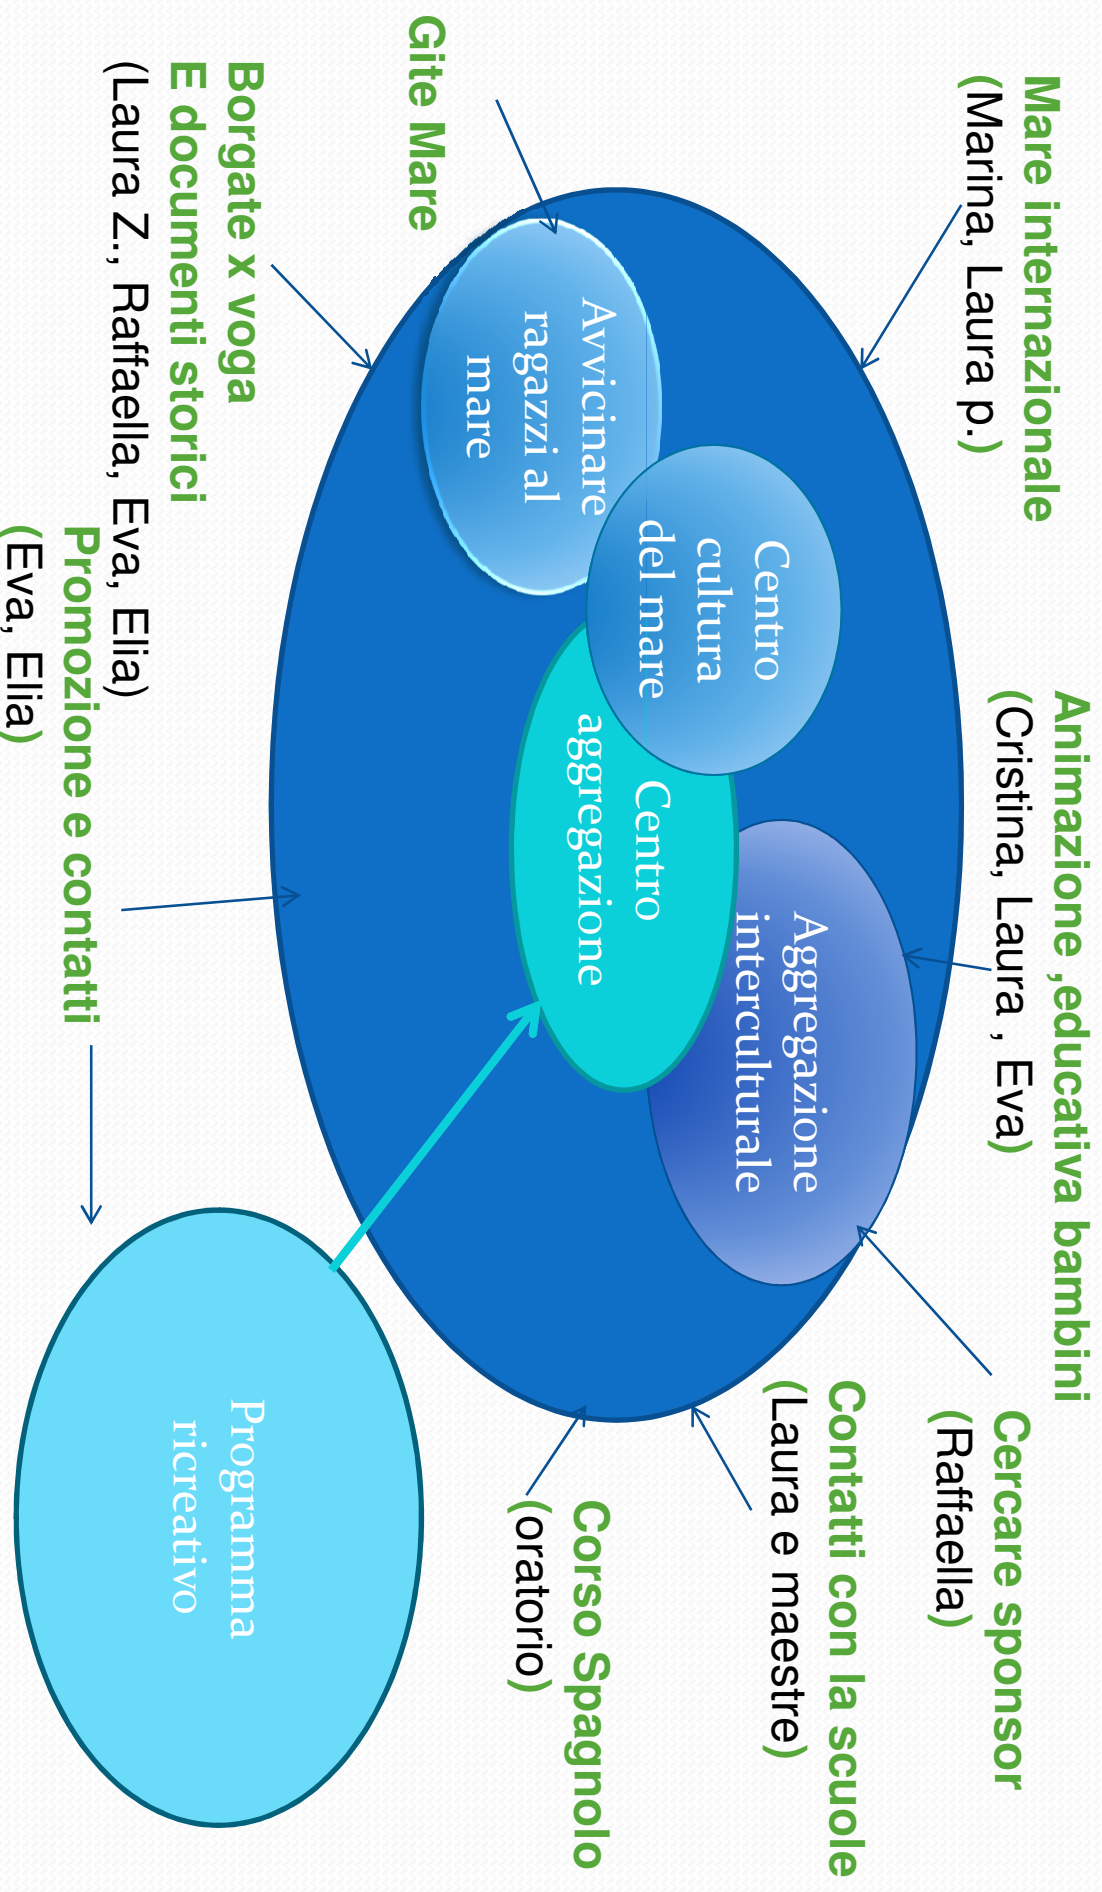 Mare internazionale
(Marina, Laura p.)
Animazione ,educativa bambini
(Cristina, Laura , Eva)
Cercare sponsor
(Raffaella)
Contatti con la scuole
(Laura e maestre)
Corso Spagnolo
(oratorio)
Gite Mare
Avvicinare
ragazzi al
mare
Centro
cultura
del mare
Centro
aggregazione
Aggregazione
interculturale
Borgate x voga
E documenti storici
(Laura Z., Raffaella, Eva, Elia)
Promozione e contatti
(Eva, Elia)
Programma
ricreativo